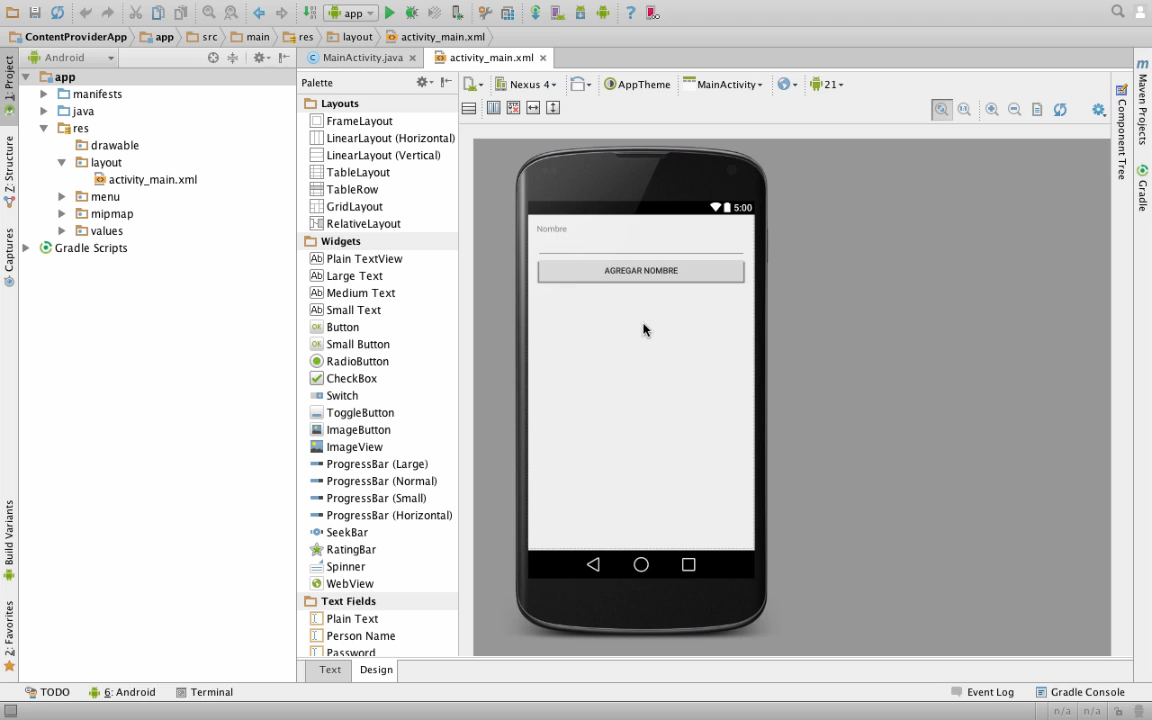 app
ContentProviderApp
app
src
main
res
layout
activity_main.xml
Android
MainActivity.java
activity_main.xml
1: Project
Z: Structure
Captures
Build Variants
2: Favorites
app
manifests
java
res
drawable
layout
activity_main.xml
menu
mipmap
values
Gradle Scripts
Palette
Layouts
FrameLayout
LinearLayout (Horizontal)
LinearLayout (Vertical)
TableLayout
TableRow
GridLayout
RelativeLayout
Widgets
Plain TextView
Large Text
Medium Text
Small Text
Button
Small Button
RadioButton
CheckBox
Switch
ToggleButton
ImageButton
ImageView
ProgressBar (Large)
ProgressBar (Normal)
ProgressBar (Small)
ProgressBar (Horizontal)
SeekBar
RatingBar
Spinner
WebView
Text Fields
Plain Text
Person Name
Password
Nexus 4
AppTheme
MainActivity
21
5:00
Nombre
AGREGAR NOMBRE
Component Tree
Maven Projects
Gradle
Text
Design
TODO
6: Android
Terminal
Event Log
Gradle Console
n/a
n/a